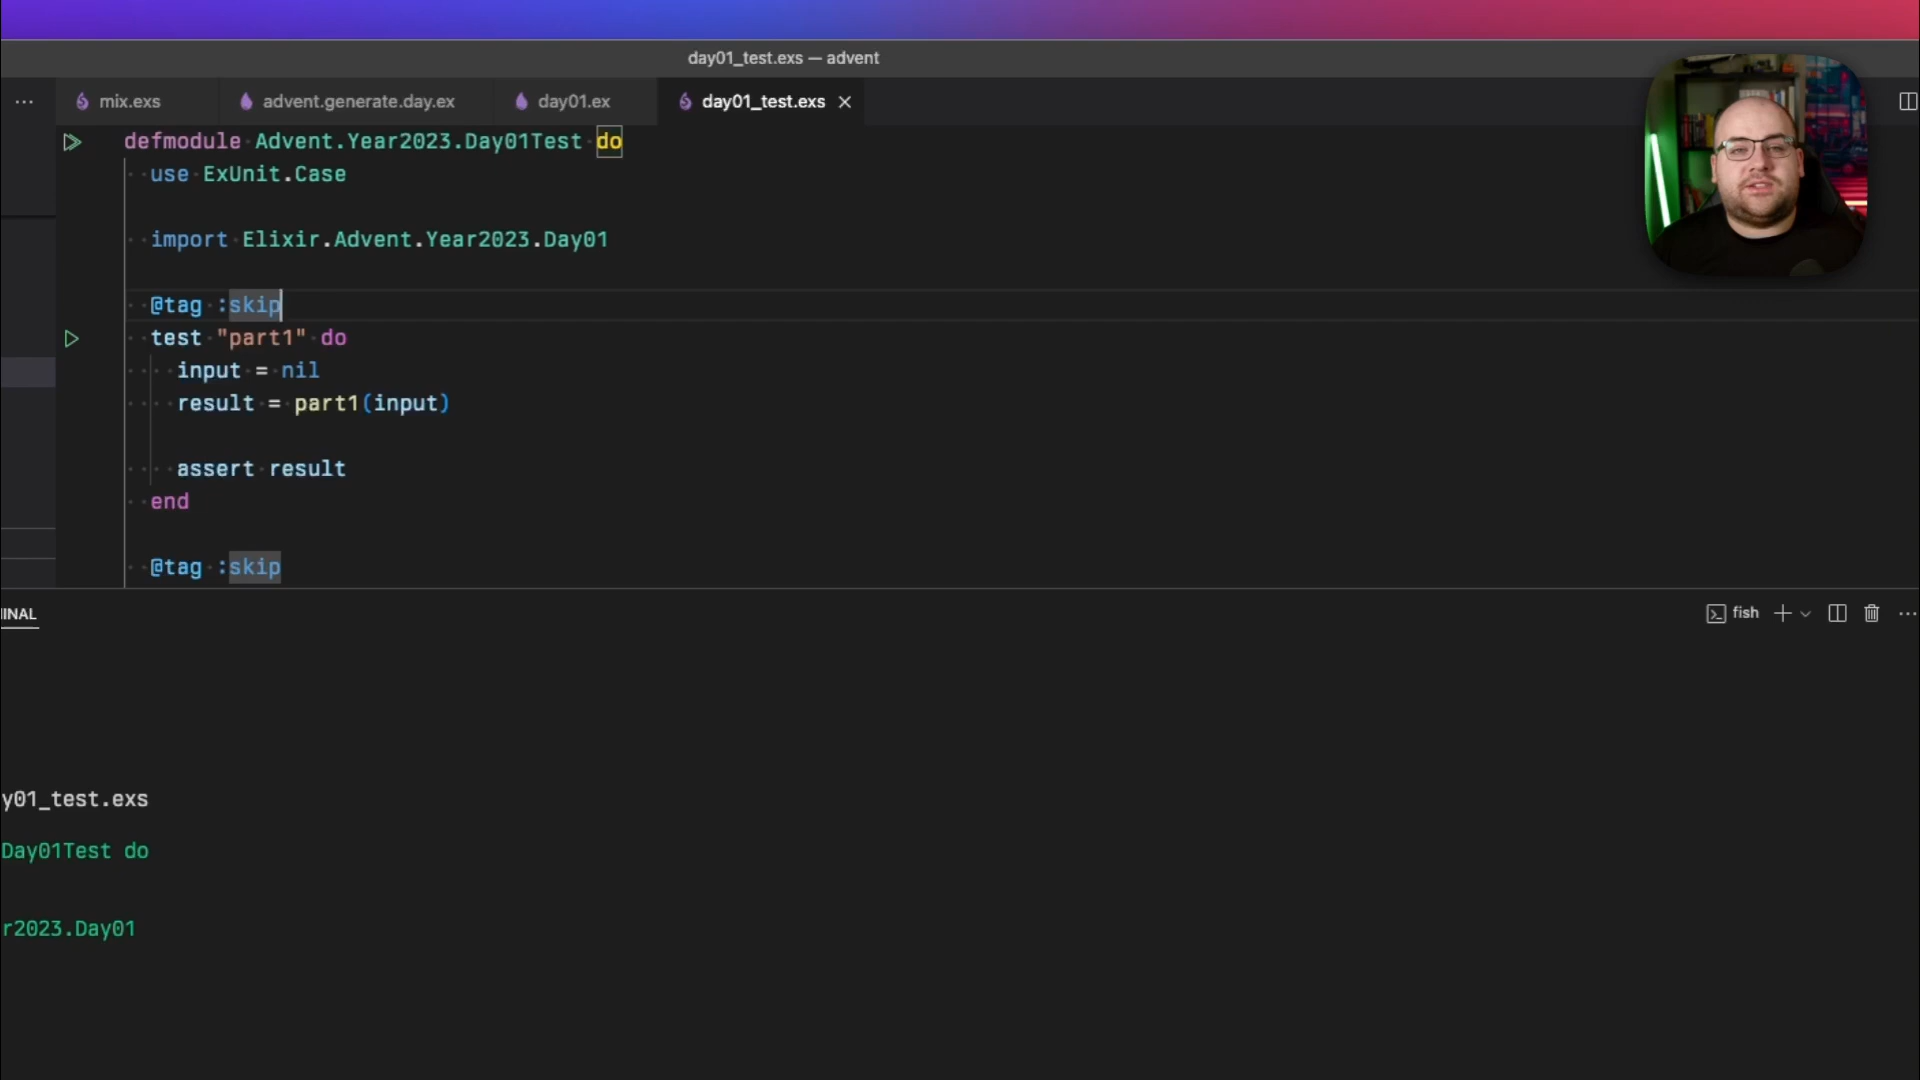 day01_test.exs — advent
mix.exs
advent.generate.day.ex
day01.ex
day01_test.exs
defmodule Advent.Year2023.Day01Test do
use ExUnit.Case
import Elixir.Advent.Year2023.Day01
@tag :skip
test "part1" do
input = nil
result = part1(input)
assert result
end
@tag :skip
INAL
fish
y01_test.exs
Day01Test do
r2023.Day01